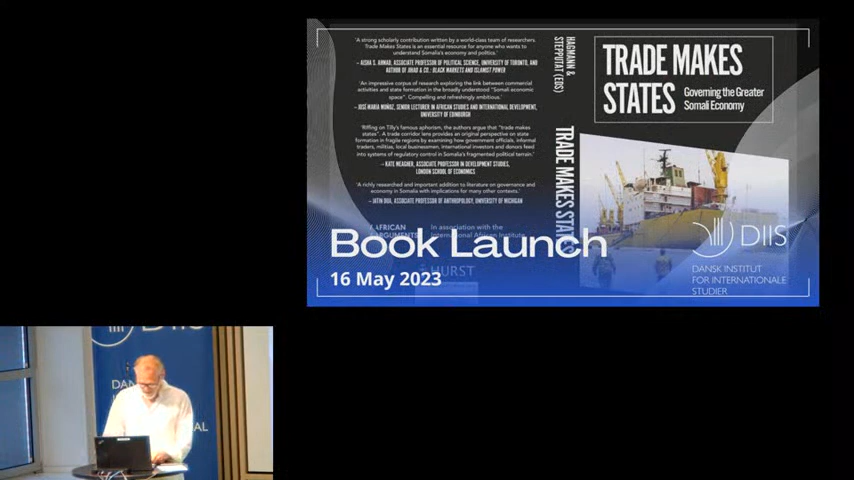 'A strong scholarly contribution written by a world-class team of researchers.
Trade Makes States is an essential resource for anyone who wants to
understand Somalia's economy and politics.'
– AISHA S. AHMAD, ASSOCIATE PROFESSOR OF POLITICAL SCIENCE, UNIVERSITY OF TORONTO, AND
AUTHOR OF JIHAD & CO.: BLACK MARKETS AND ISLAMIST POWER
'An impressive corpus of research exploring the link between commercial
activities and state formation in the broadly understood "Somali economic
space". Compelling and refreshingly ambitious.'
– JOSÉ-MARÍA MUÑOZ, SENIOR LECTURER IN AFRICAN STUDIES AND INTERNATIONAL DEVELOPMENT,
UNIVERSITY OF EDINBURGH
'Riffing on Tilly's famous aphorism, the authors argue that "trade makes
states". A trade corridor lens provides an original perspective on state
formation in fragile regions by examining how government officials, informal
traders, militias, local businessmen, international investors and donors feed
into systems of regulatory control in Somalia's fragmented political terrain.'
– KATE MEAGHER, ASSOCIATE PROFESSOR IN DEVELOPMENT STUDIES,
LONDON SCHOOL OF ECONOMICS
'A richly researched and important addition to literature on governance and
economy in Somalia with implications for many other contexts.'
– JATIN DUA, ASSOCIATE PROFESSOR OF ANTHROPOLOGY, UNIVERSITY OF MICHIGAN
AFRICAN
ARGUMENTS
In association with the
International African Institute
HURST
HAGMANN &
STEPPUTAT (EDS)
TRADE MAKES STATES
TRADE MAKES
STATES
Governing the Greater
Somali Economy
Book Launch
16 May 2023
DIIS
DANSK INSTITUT
FOR INTERNATIONALE
STUDIER
DIIS